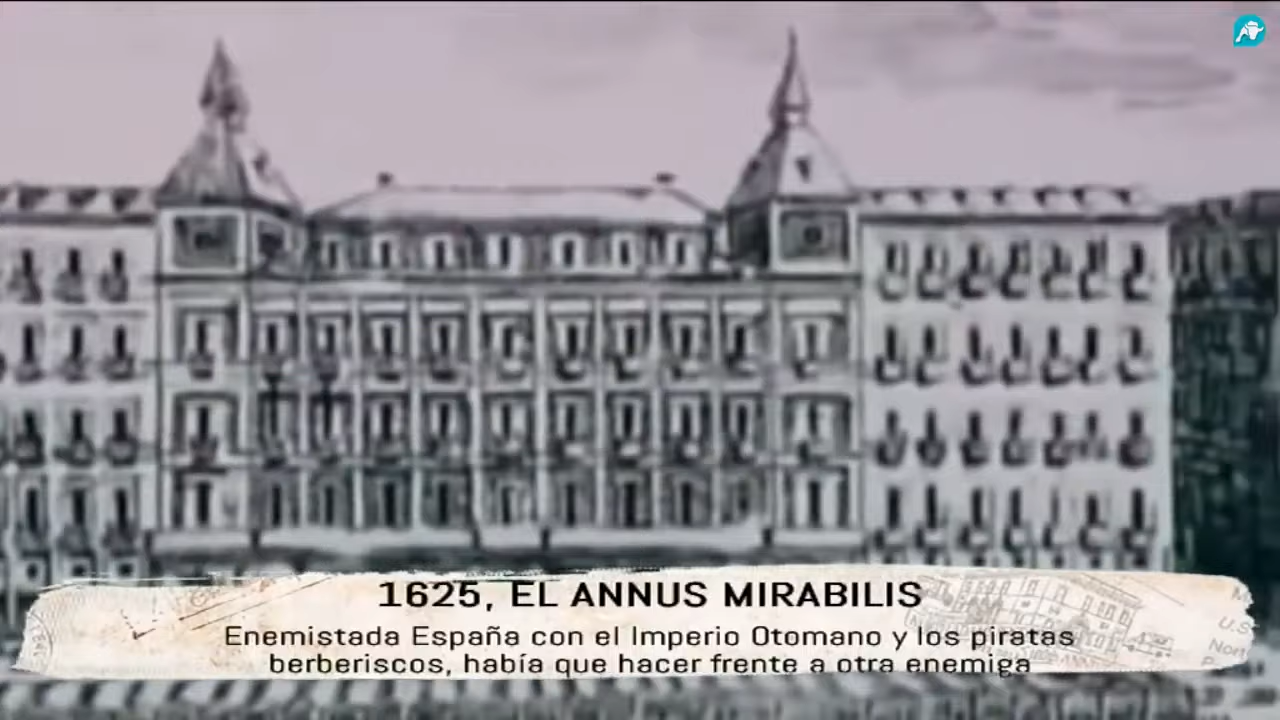 1625, EL ANNUS MIRABILIS
Enemistada España con el Imperio Otomano y los piratas
berberiscos, había que hacer frente a otra enemiga